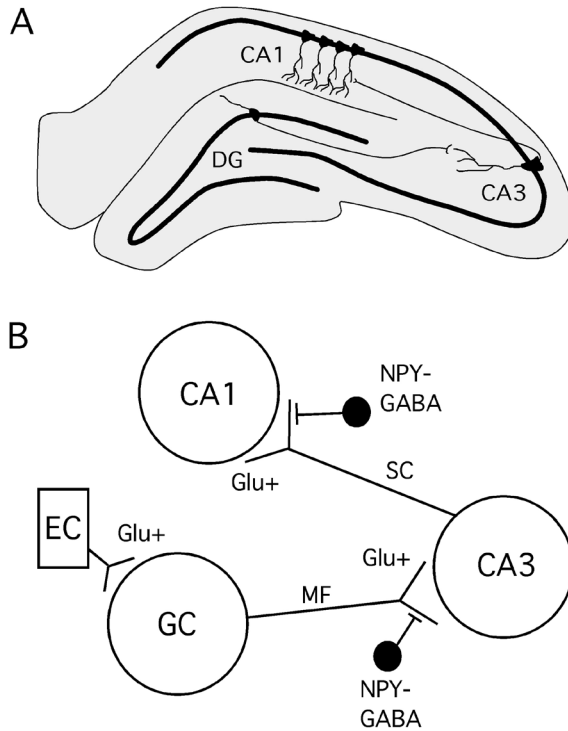 A
CA1
DG
CA3
B
CA1
NPY-
GABA
Glu+
SC
EC
Glu+
Glu+
CA3
MF
GC
NPY-
GABA